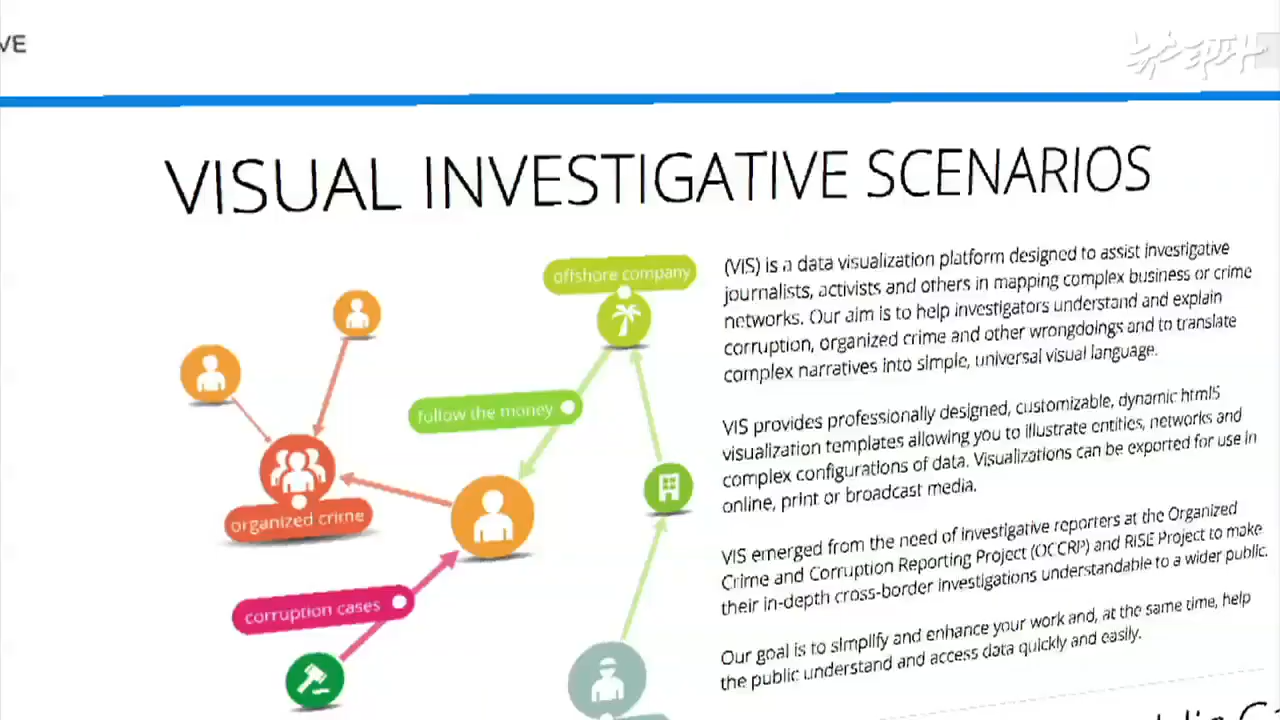 VE
뉴스타파
VISUAL INVESTIGATIVE SCENARIOS
offshore company
follow the money
organized crime
corruption cases
(VIS) is a data visualization platform designed to assist investigative
journalists, activists and others in mapping complex business or crime
networks. Our aim is to help investigators understand and explain
corruption, organized crime and other wrongdoings and to translate
complex narratives into simple, universal visual language.
VIS provides professionally designed, customizable, dynamic html5
visualization templates allowing you to illustrate entities, networks and
complex configurations of data. Visualizations can be exported for use in
online, print or broadcast media.
VIS emerged from the need of investigative reporters at the Organized
Crime and Corruption Reporting Project (OCCRP) and RISE Project to make
their in-depth cross-border investigations understandable to a wider public.
Our goal is to simplify and enhance your work and, at the same time, help
the public understand and access data quickly and easily.